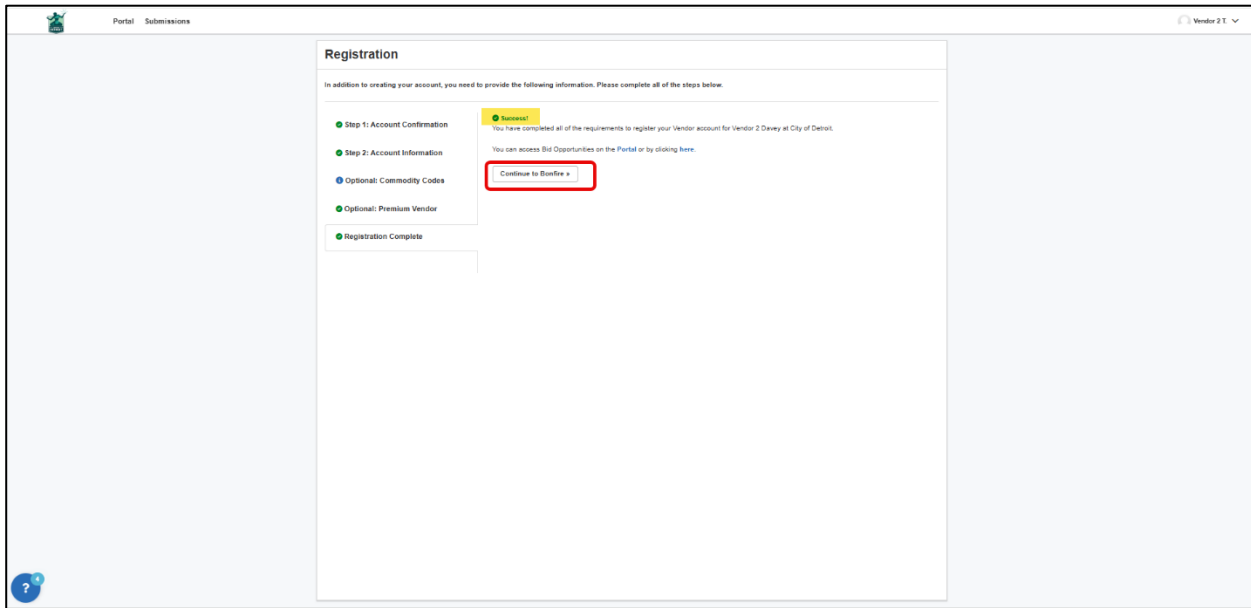 Portal Submissions
Vendor 2 T.
Registration
In addition to creating your account, you need to provide the following information. Please complete all of the steps below.
Step 1: Account Confirmation
Step 2: Account Information
Optional: Commodity Codes
Optional: Premium Vendor
Registration Complete
Success!
You have completed all of the requirements to register your Vendor account for Vendor 2 Davey at City of Detroit.
You can access Bid Opportunities on the Portal or by clicking here.
Continue to Bonfire »
?
4